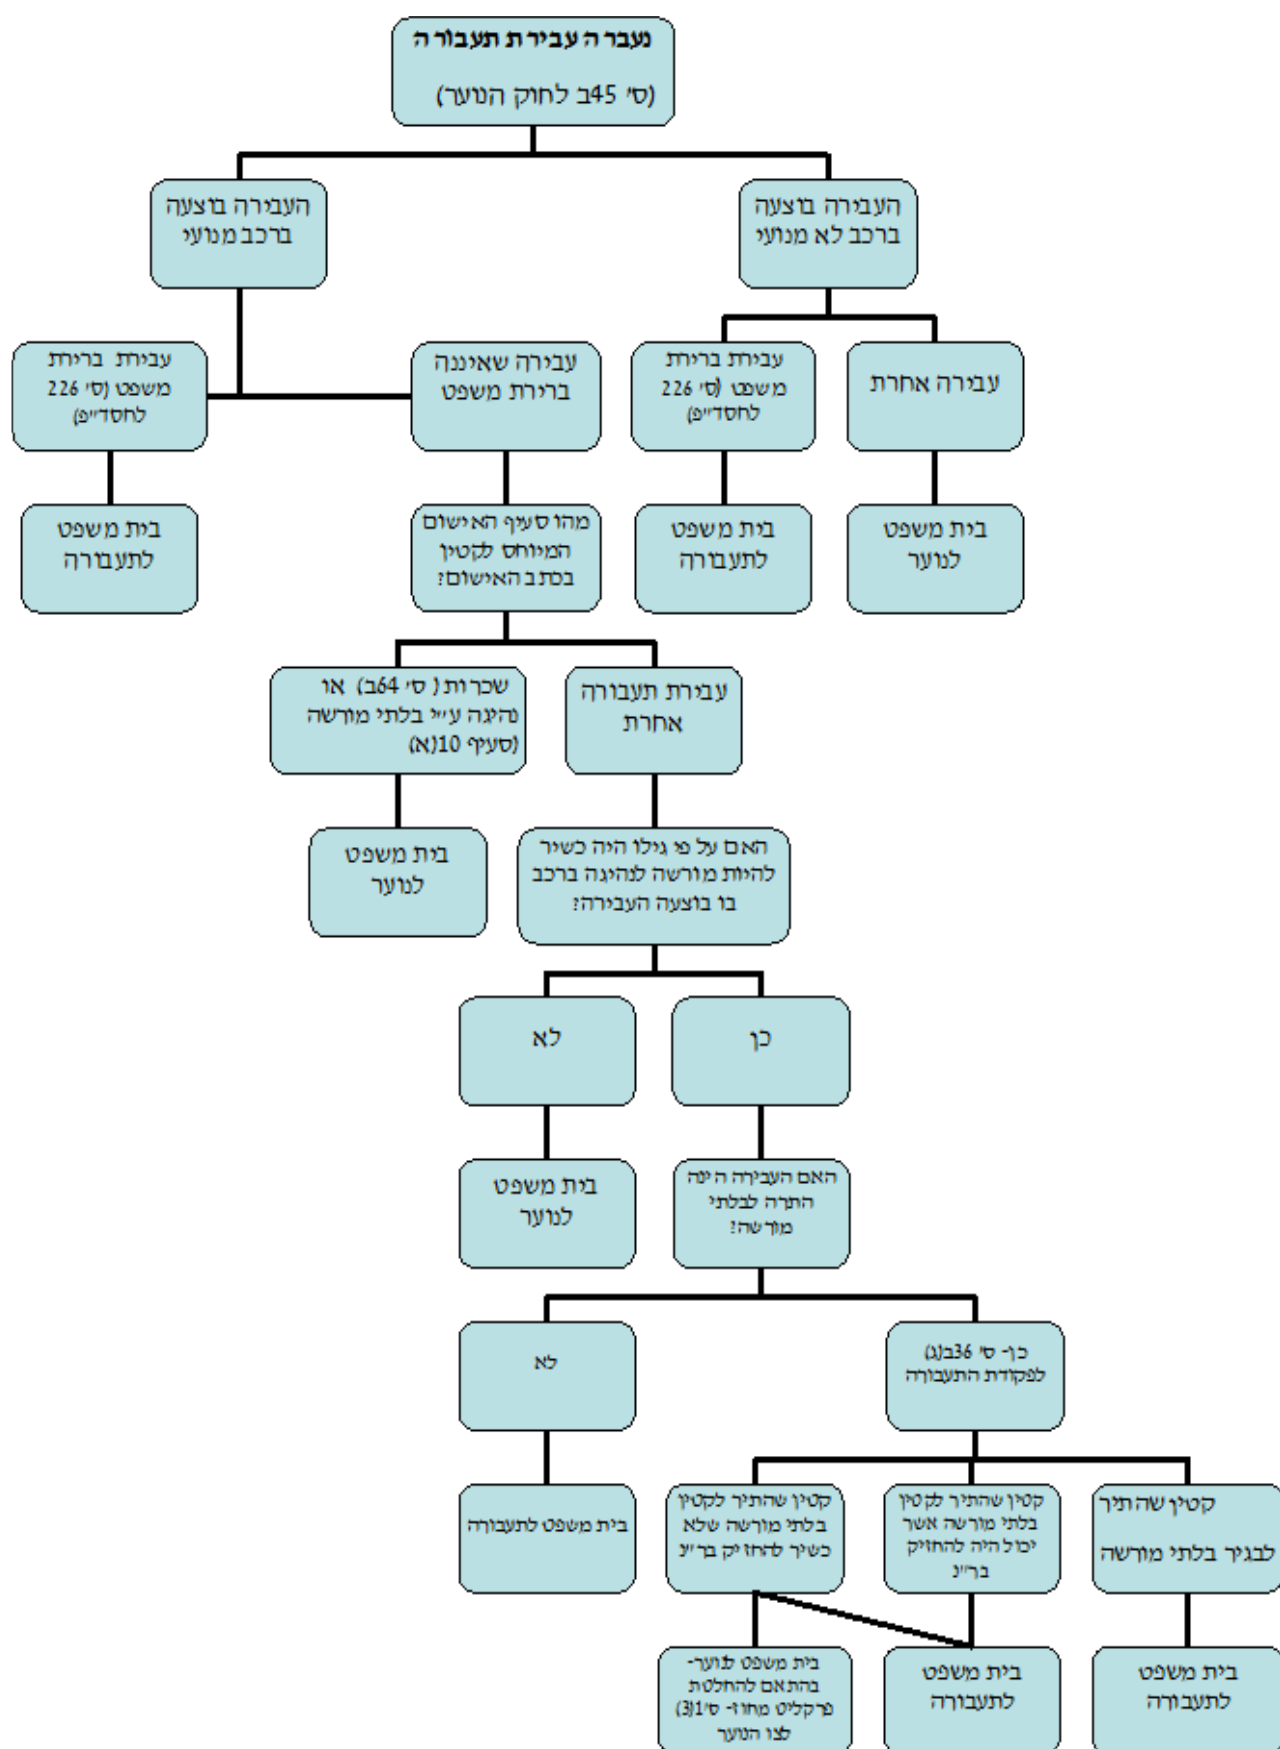 נעברה עבירת תעבורה
(ס' 45ב לחוק הנוער)
העבירה בוצעה
ברכב לא מנועי
העבירה בוצעה
ברכב מנועי
עבירה אחרת
עבירת ברירת
משפט (ס' 226
לחסד"פ)
עבירה שאיננה
ברירת משפט
עבירת ברירת
משפט (ס' 226
לחסד"פ)
בית משפט
לנוער
בית משפט
לתעבורה
מהו סעיף האישום
המיוחס לקטין
בכתב האישום?
בית משפט
לתעבורה
עבירת תעבורה
אחרת
שכרות (ס' 64ב) או
נהיגה ע"י בלתי מורשה
(סעיף 10(א)
האם על פי גילו היה כשיר
להיות מורשה לנהיגה ברכב
בו בוצעה העבירה?
בית משפט
לנוער
כן
לא
האם העבירה הינה
התרה לבלתי
מורשה?
בית משפט
לנוער
כן- ס' 36ב(ג)
לפקודת התעבורה
לא
קטין שהתיר
לבגיר בלתי מורשה
קטין שהתיר לקטין
בלתי מורשה אשר
יכול היה להחזיק
בר"נ
קטין שהתיר לקטין
בלתי מורשה שלא
כשיר להחזיק בר"נ
בית משפט לתעבורה
בית משפט
לתעבורה
בית משפט
לתעבורה
בית משפט לנוער-
בהתאם להחלטת
פרקליט מחוז- ס'1(3)
לצו הנוער